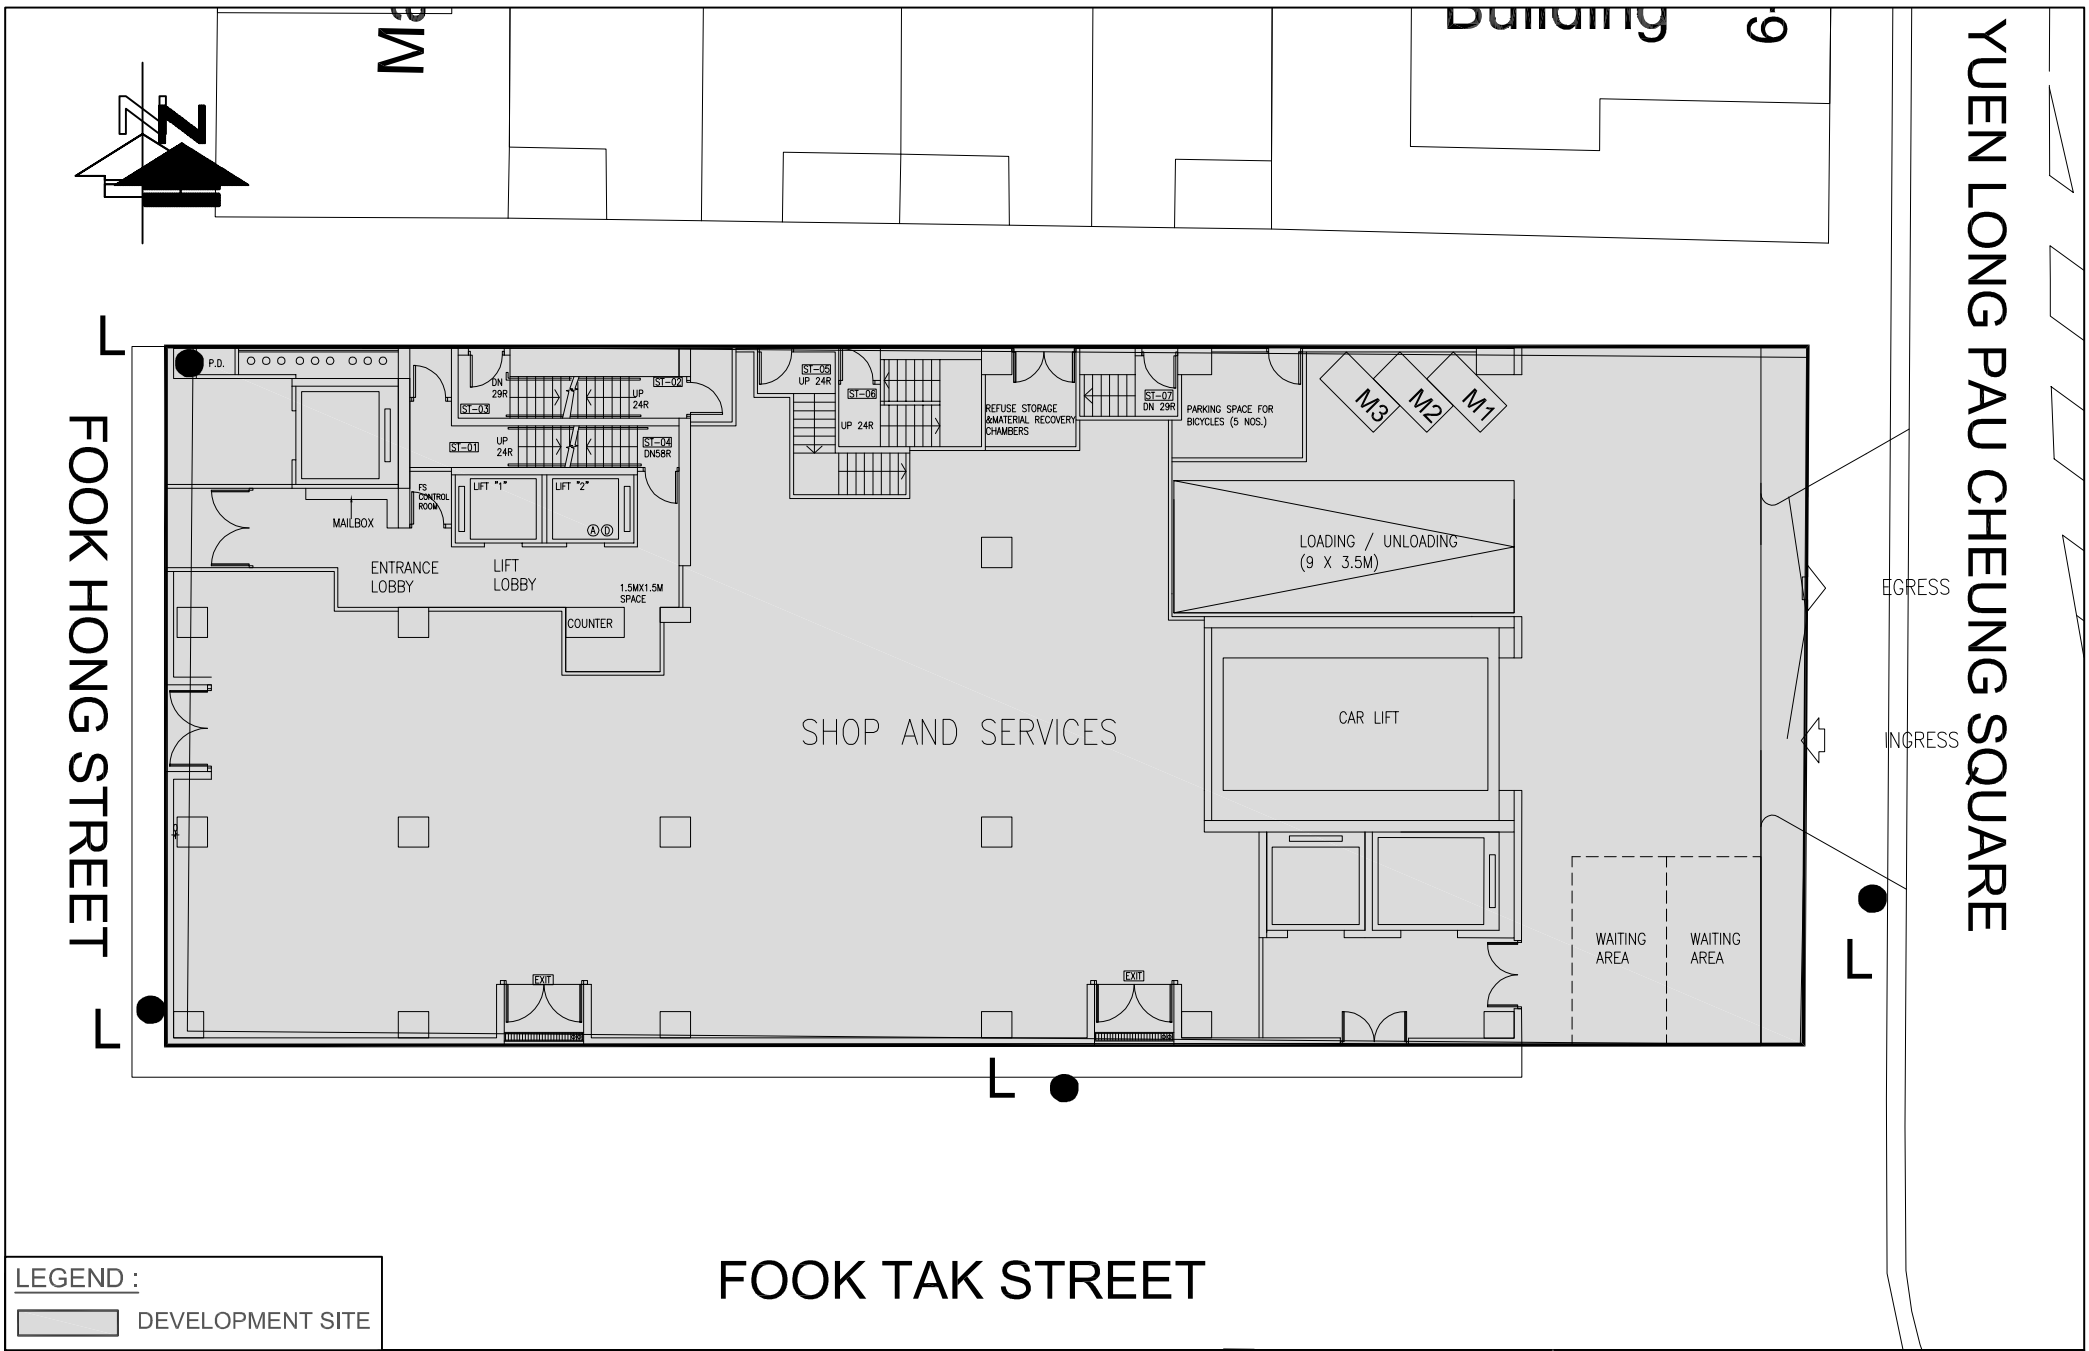 Ma
Building
69
N
N
YUEN LONG PAU CHEUNG SQUARE
FOOK HONG STREET
FOOK TAK STREET
L
L
L
L
P.D.
DN
29R
ST-03
ST-02
UP
24R
ST-01
UP
24R
ST-04
DN58R
ST-05
UP 24R
ST-06
UP 24R
REFUSE STORAGE
&MATERIAL RECOVERY
CHAMBERS
ST-07
DN 29R
PARKING SPACE FOR
BICYCLES (5 NOS.)
M3
M2
M1
FS
CONTROL
ROOM
LIFT "1"
LIFT "2"
A D
MAILBOX
ENTRANCE
LOBBY
LIFT
LOBBY
1.5MX1.5M
SPACE
COUNTER
LOADING / UNLOADING
(9 X 3.5M)
EGRESS
CAR LIFT
INGRESS
SHOP AND SERVICES
WAITING
AREA
WAITING
AREA
EXIT
EXIT
LEGEND :
DEVELOPMENT SITE